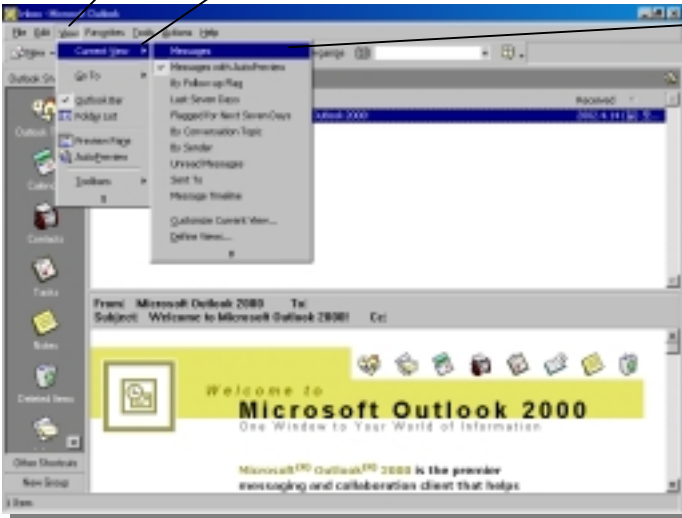 Inbox - Microsoft Outlook
File Edit View Favorites Tools Actions Help
New
Current View
Messages
Messages with AutoPreview
By Follow-up Flag
Last Seven Days
Flagged for Next Seven Days
By Conversation Topic
By Sender
Unread Messages
Sent To
Message Timeline
Customize Current View...
Define Views...
Go To
Outlook Bar
Folder List
Preview Pane
AutoPreview
Toolbars
Outlook
Received
Outlook 2000
Contacts
Tasks
Notes
Deleted Items
Other Shortcuts
New Group
1 Item
From: Microsoft Outlook 2000 To:
Subject: Welcome to Microsoft Outlook 2000! Cc:
Welcome to
Microsoft Outlook 2000
One Window to Your World of Information
Microsoft(R) Outlook(R) 2000 is the premier
messaging and collaboration client that helps